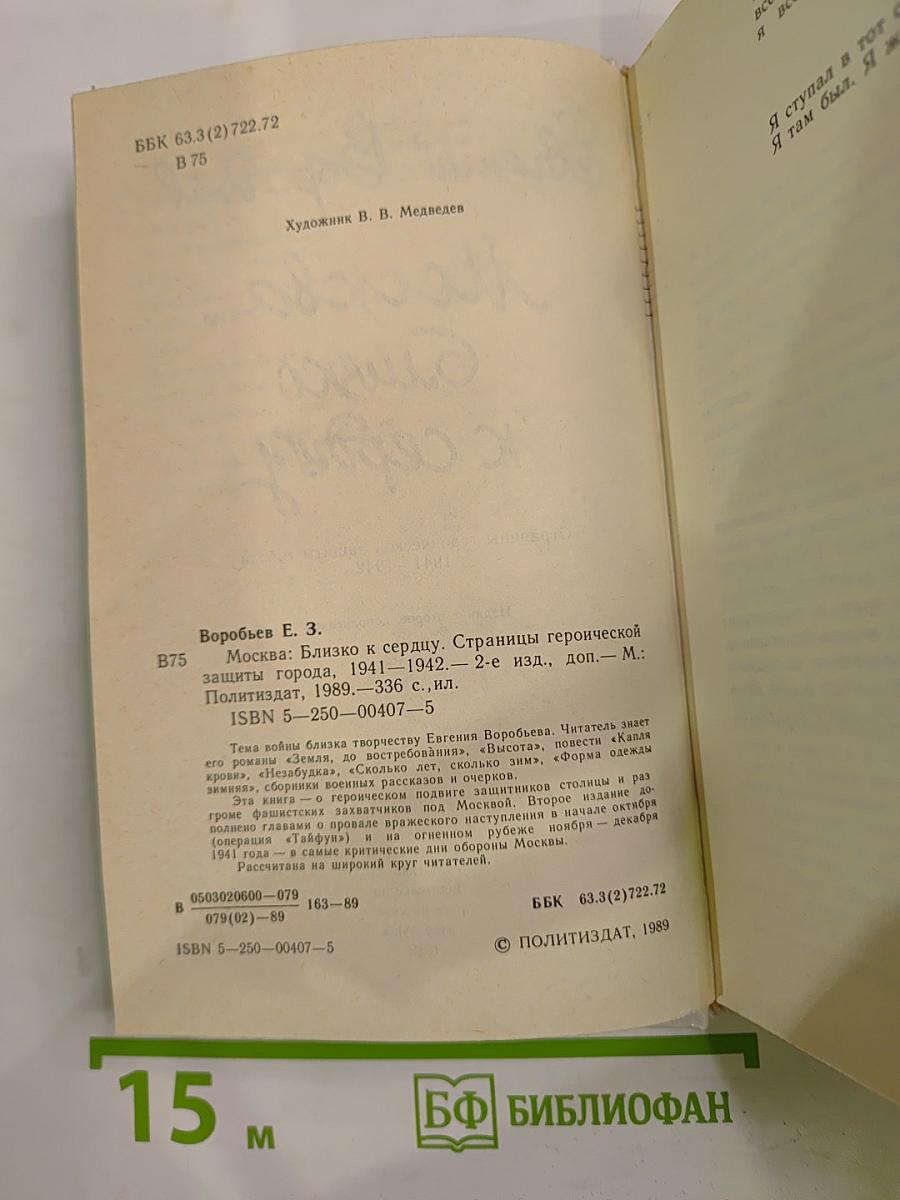 ББК 63.3(2)722.72
В 75
Художник В. В. Медведев
Воробьев Е. З.
В75 Москва: Близко к сердцу. Страницы героической
защиты города, 1941—1942.— 2-е изд., доп.— М.:
Политиздат, 1989.—336 с.,ил.
ISBN 5—250—00407—5
Тема войны близка творчеству Евгения Воробьева. Читатель знает
его романы «Земля, до востребования», «Высота», повести «Капля
крови», «Незабудка», «Сколько лет, сколько зим», «Форма одежды
зимняя», сборники военных рассказов и очерков.
Эта книга — о героическом подвиге защитников столицы и раз
громе фашистских захватчиков под Москвой. Второе издание до-
полнено главами о провале вражеского наступления в начале октября
(операция «Тайфун») и на огненном рубеже ноября — декабря
1941 года — в самые критические дни обороны Москвы.
Рассчитана на широкий круг читателей.
В 0503020600—079
079(02)—89
163—89
ББК 63.3(2)722.72
ISBN 5—250—00407—5
© ПОЛИТИЗДАТ, 1989
Я ступал в тот
Я там был. Я
15 м
БФ БИБЛИОФАН